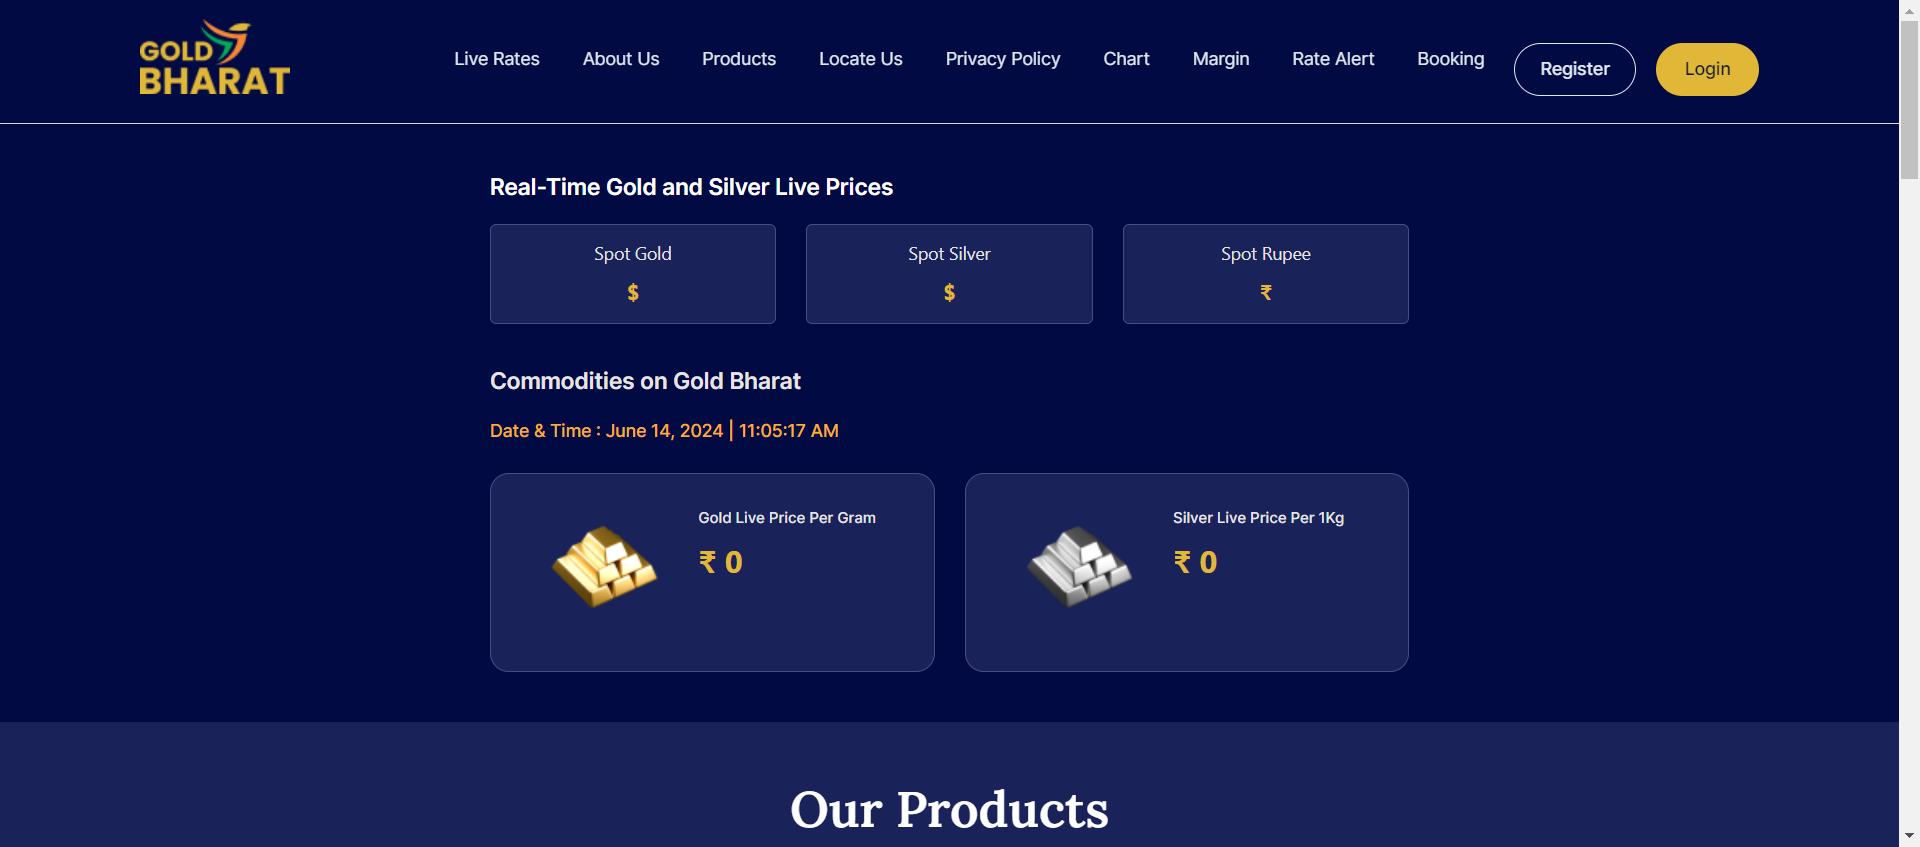 GOLD
BHARAT
Live Rates About Us Products Locate Us Privacy Policy Chart Margin Rate Alert Booking Register Login
Real-Time Gold and Silver Live Prices
Spot Gold Spot Silver Spot Rupee
$ $ ₹
Commodities on Gold Bharat
Date & Time : June 14, 2024 | 11:05:17 AM
Gold Live Price Per Gram
₹ 0
Silver Live Price Per 1Kg
₹ 0
Our Products